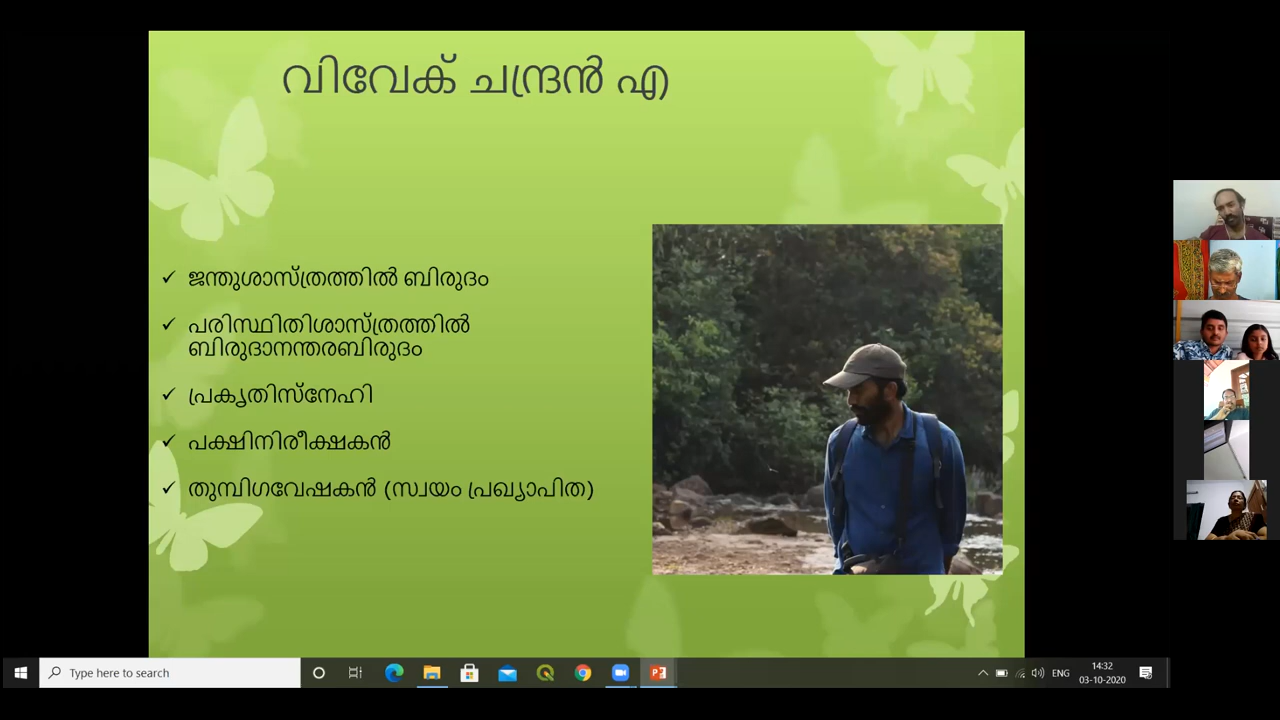 വിവേക് ചന്ദ്രൻ എ
✓ ജന്തുശാസ്ത്രത്തിൽ ബിരുദം
✓ പരിസ്ഥിതിശാസ്ത്രത്തിൽ
ബിരുദാനന്തരബിരുദം
✓ പ്രകൃതിസ്നേഹി
✓ പക്ഷിനിരീക്ഷകൻ
✓ തുമ്പിഗവേഷകൻ (സ്വയം പ്രഖ്യാപിത)
Type here to search
ENG
14:32
03-10-2020